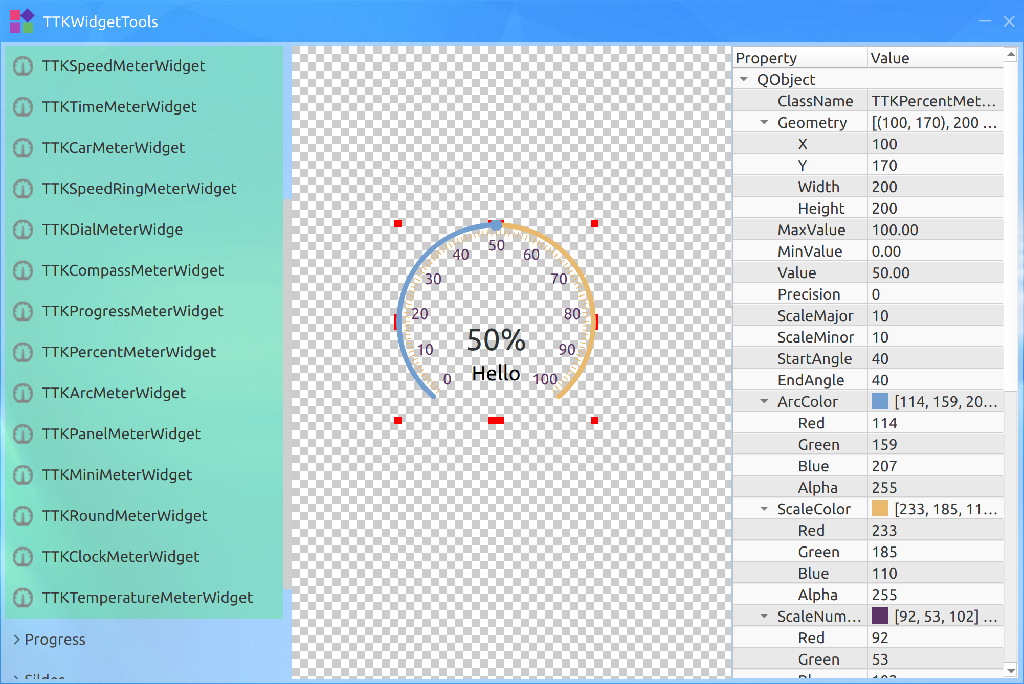 TTKWidgetTools
TTKSpeedMeterWidget
TTKTimeMeterWidget
TTKCarMeterWidget
TTKSpeedRingMeterWidget
TTKDialMeterWidge
TTKCompassMeterWidget
TTKProgressMeterWidget
TTKPercentMeterWidget
TTKArcMeterWidget
TTKPanelMeterWidget
TTKMiniMeterWidget
TTKRoundMeterWidget
TTKClockMeterWidget
TTKTemperatureMeterWidget
Progress
Silder
0
10
20
30
40
50
60
70
80
90
100
50%
Hello
Property Value
QObject
ClassName TTKPercentMet...
Geometry [(100, 170), 200 ...
X 100
Y 170
Width 200
Height 200
MaxValue 100.00
MinValue 0.00
Value 50.00
Precision 0
ScaleMajor 10
ScaleMinor 10
StartAngle 40
EndAngle 40
ArcColor [114, 159, 20...
Red 114
Green 159
Blue 207
Alpha 255
ScaleColor [233, 185, 11...
Red 233
Green 185
Blue 110
Alpha 255
ScaleNum... [92, 53, 102] ...
Red 92
Green 53
Blue 102